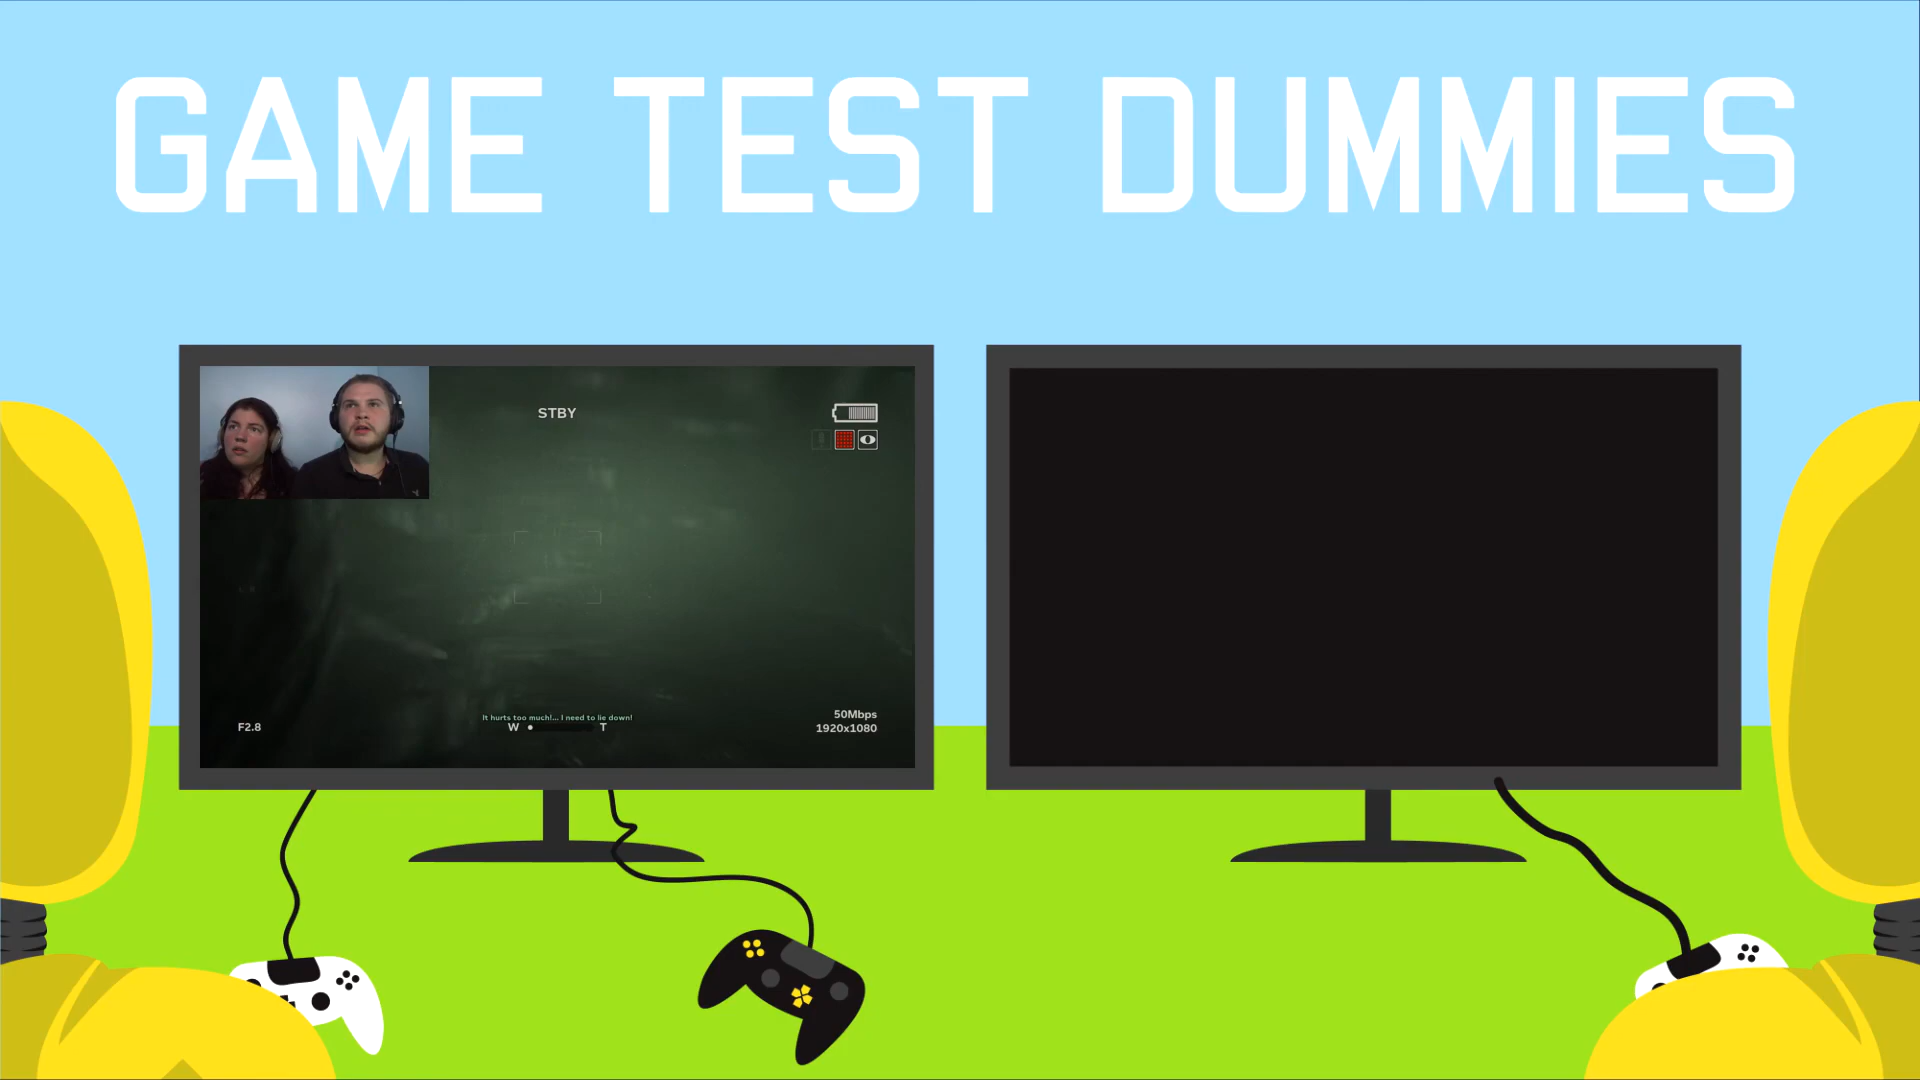 GAME TEST DUMMIES
STBY
It hurts too much!... I need to lie down!
F2.8
W T
50Mbps
1920x1080